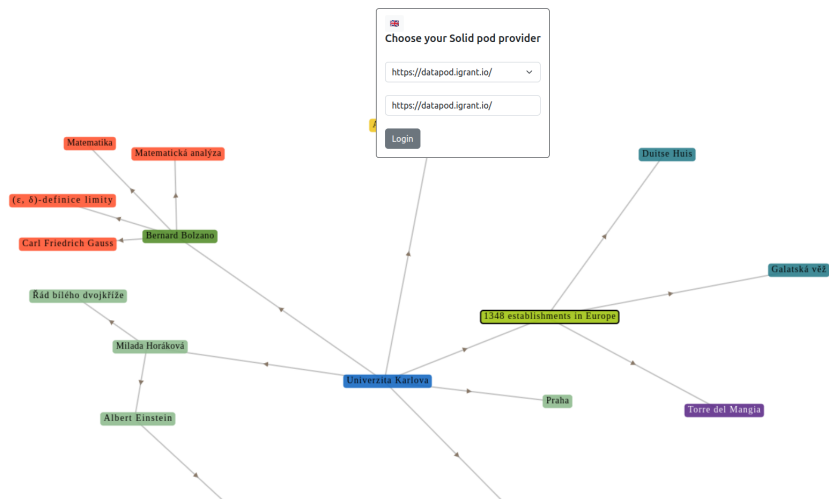 Choose your Solid pod provider
https://datapod.igrant.io/
https://datapod.igrant.io/
Login
Matematika
Matematická analýza
Duitse Huis
(ε, δ)-definice limity
Bernard Bolzano
Carl Friedrich Gauss
Galatská věž
Řád bílého dvojkříže
1348 establishments in Europe
Milada Horáková
Univerzita Karlova
Praha
Torre del Mangia
Albert Einstein